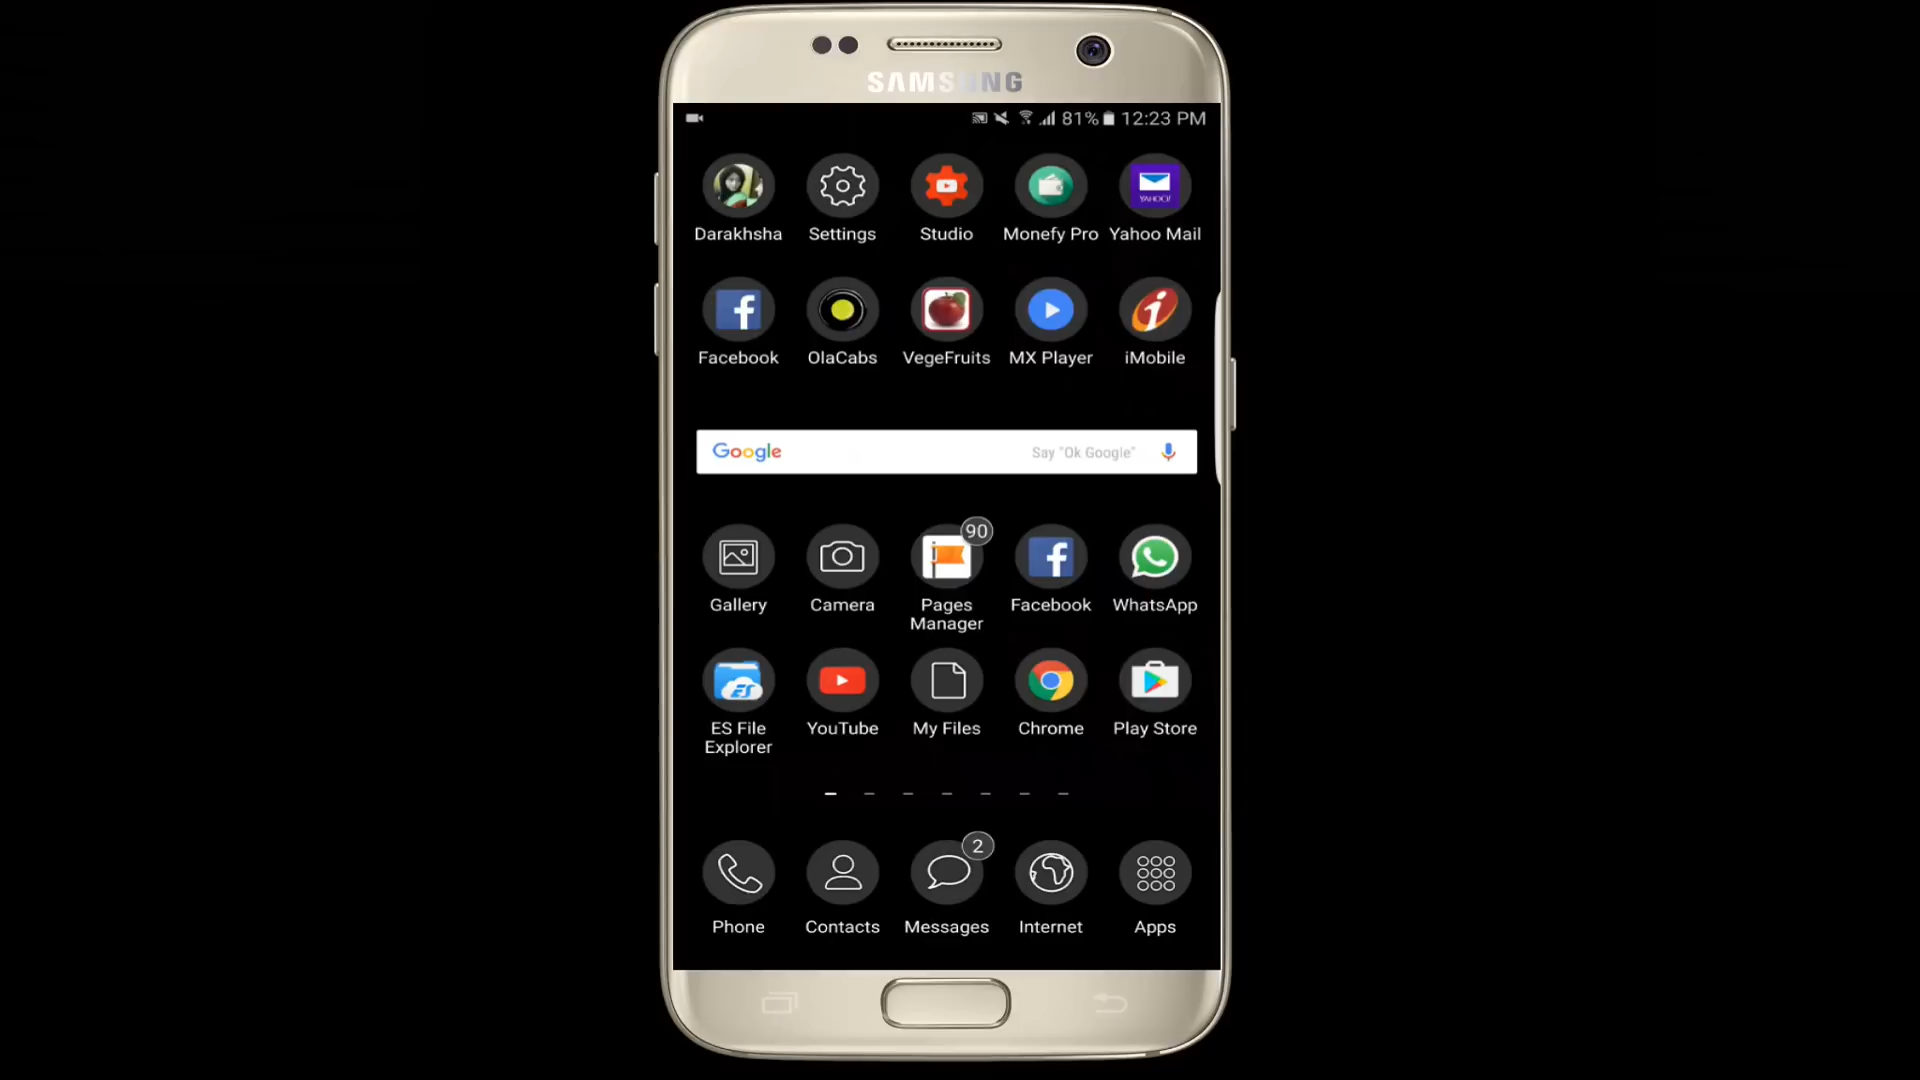 SAMSUNG
81% 12:23 PM
Darakhsha Settings Studio Monefy Pro Yahoo Mail
YAHOO!
Facebook OlaCabs VegeFruits MX Player iMobile
Google Say "Ok Google"
90
Gallery Camera Pages Manager Facebook WhatsApp
ES
ES File Explorer YouTube My Files Chrome Play Store
2
Phone Contacts Messages Internet Apps